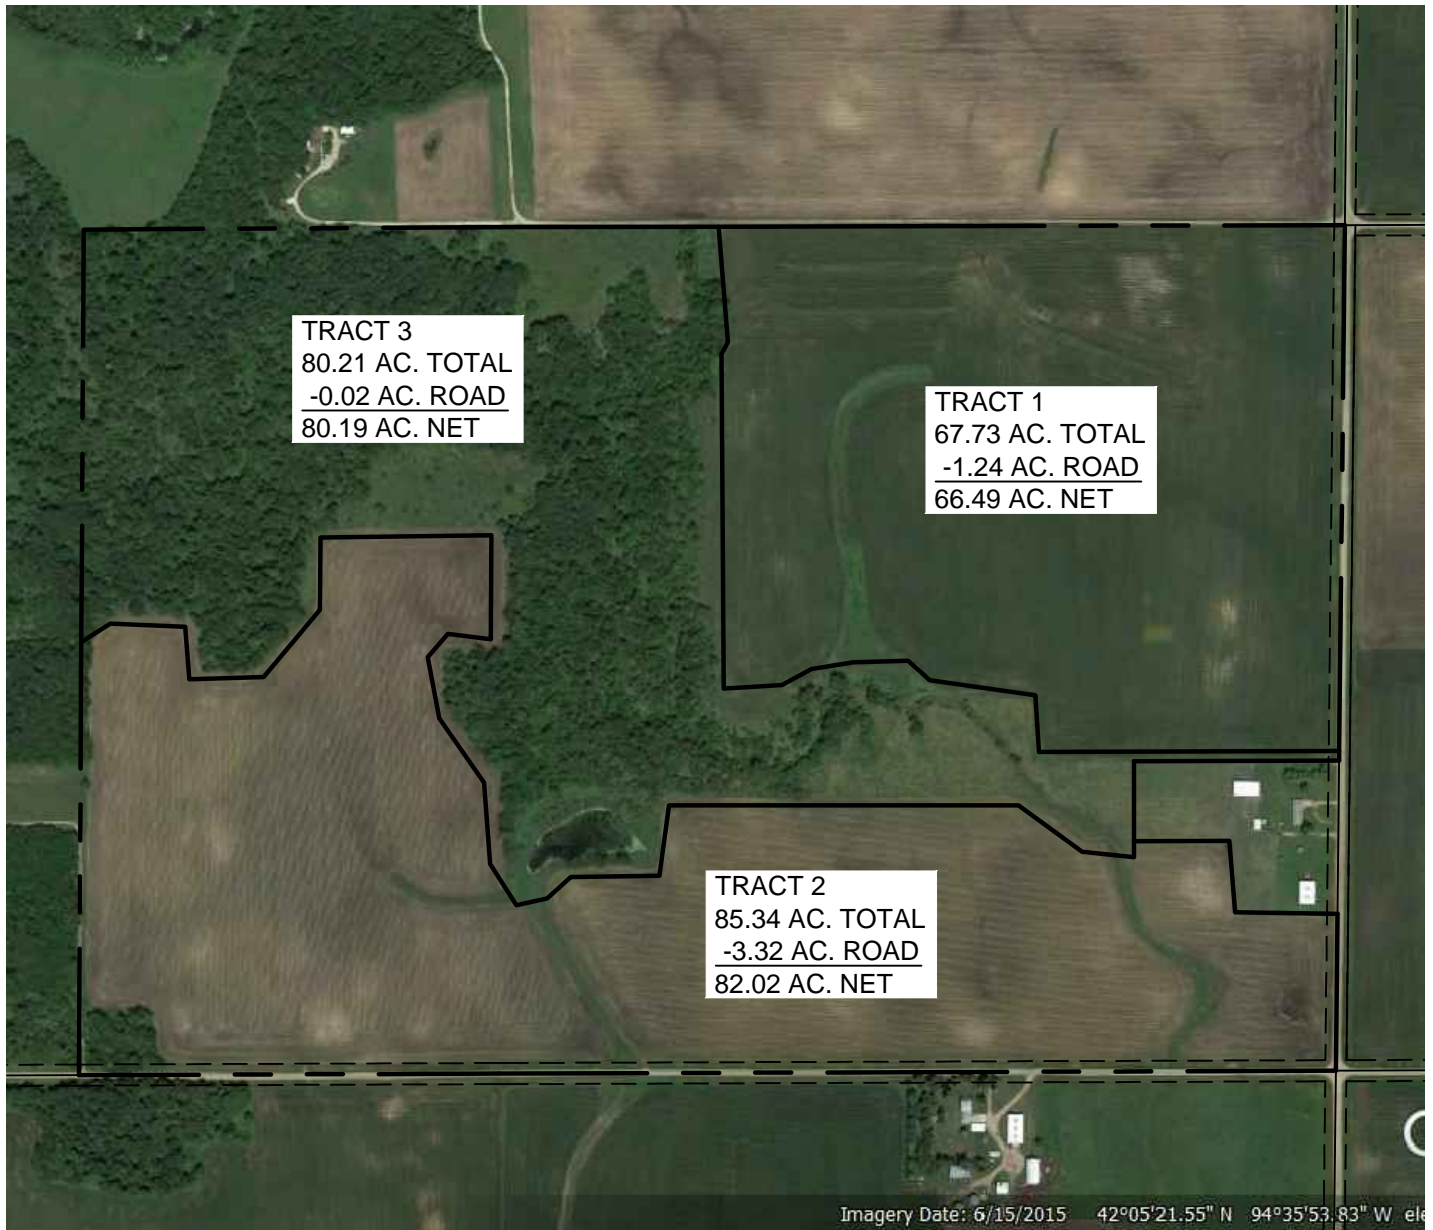 TRACT 3
80.21 AC. TOTAL
-0.02 AC. ROAD
80.19 AC. NET
TRACT 1
67.73 AC. TOTAL
-1.24 AC. ROAD
66.49 AC. NET
TRACT 2
85.34 AC. TOTAL
-3.32 AC. ROAD
82.02 AC. NET
Imagery Date: 6/15/2015 42°05'21.55" N 94°35'53.83" W